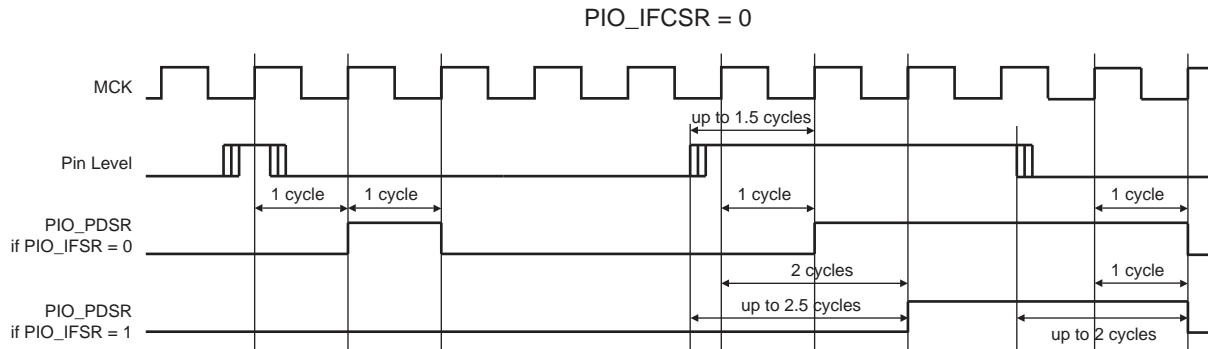 PIO_IFCSR = 0
MCK
up to 1.5 cycles
Pin Level
1 cycle
1 cycle
1 cycle
1 cycle
PIO_PDSR
if PIO_IFSR = 0
2 cycles
1 cycle
PIO_PDSR
if PIO_IFSR = 1
up to 2.5 cycles
up to 2 cycles